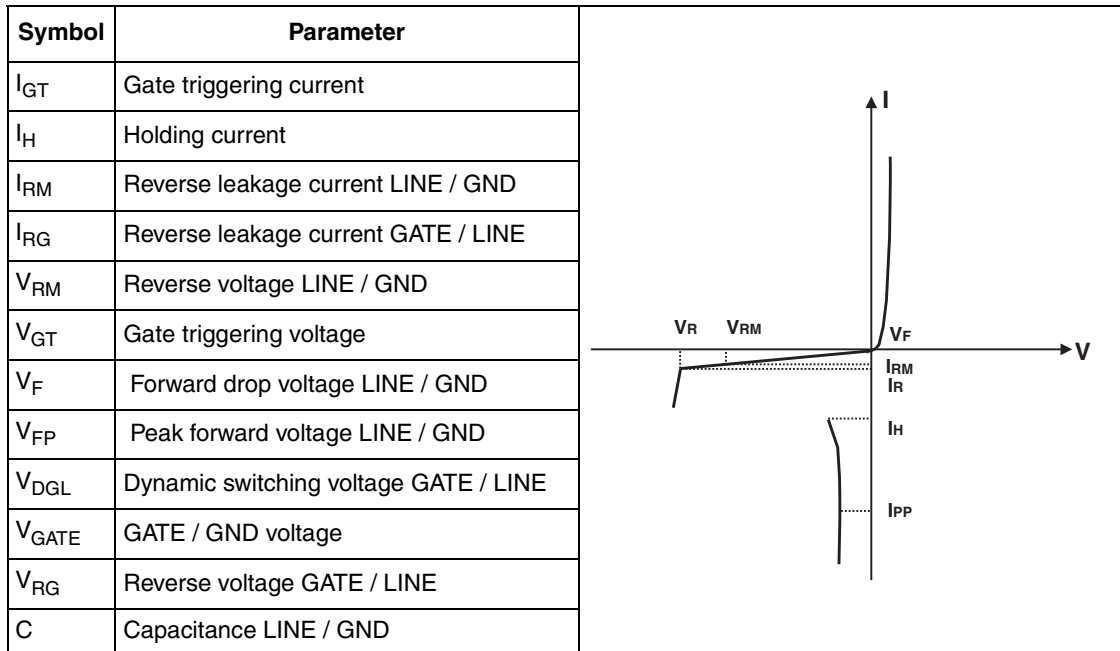 Symbol Parameter
IGT Gate triggering current
IH Holding current
IRM Reverse leakage current LINE / GND
IRG Reverse leakage current GATE / LINE
VRM Reverse voltage LINE / GND
VGT Gate triggering voltage
VF Forward drop voltage LINE / GND
VFP Peak forward voltage LINE / GND
VDGL Dynamic switching voltage GATE / LINE
VGATE GATE / GND voltage
VRG Reverse voltage GATE / LINE
C Capacitance LINE / GND
I
VR VRM VF
V
IRM
IR
IH
IPP